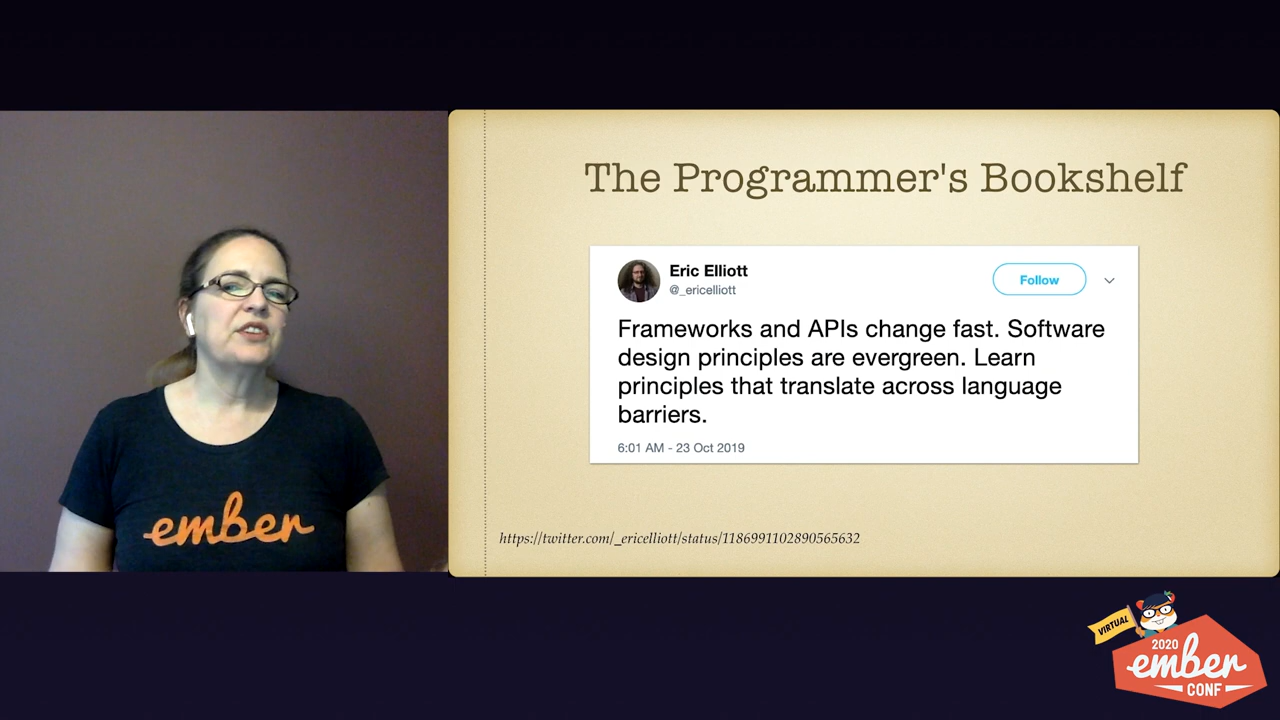 The Programmer's Bookshelf
Eric Elliott
@_ericelliott
Follow
Frameworks and APIs change fast. Software
design principles are evergreen. Learn
principles that translate across language
barriers.
6:01 AM - 23 Oct 2019
https://twitter.com/_ericelliott/status/1186991102890565632
ember
VIRTUAL
2020
ember
CONF